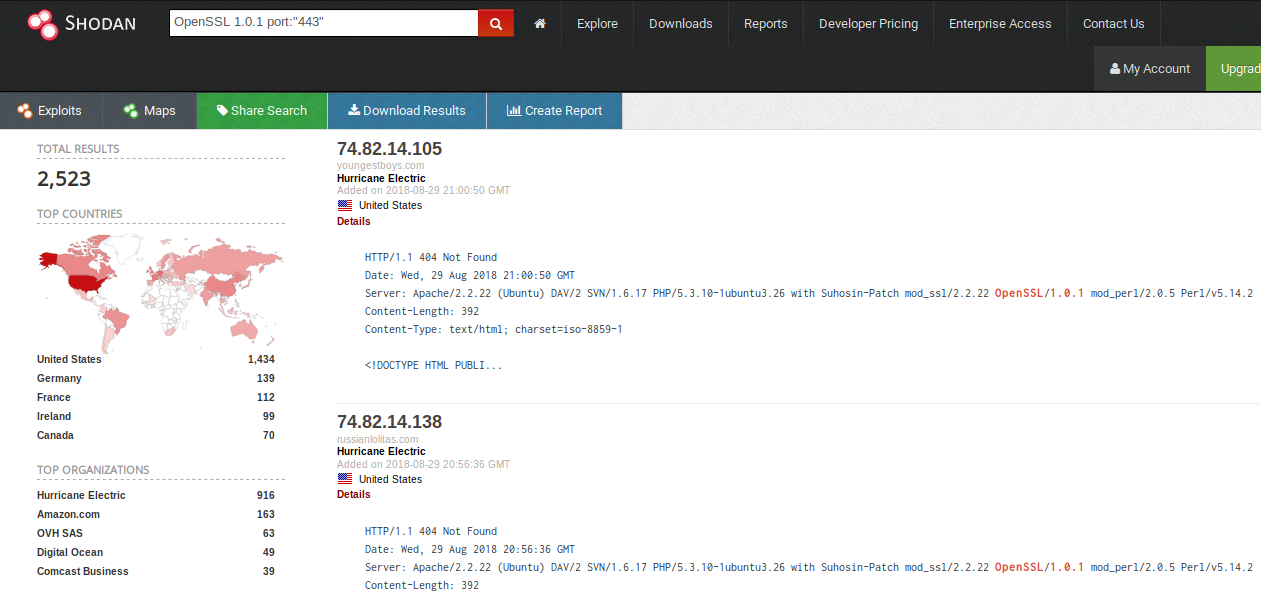 SHODAN
OpenSSL 1.0.1 port:"443"
Explore
Downloads
Reports
Developer Pricing
Enterprise Access
Contact Us
My Account
Upgrad
Exploits
Maps
Share Search
Download Results
Create Report
TOTAL RESULTS
2,523
TOP COUNTRIES
United States 1,434
Germany 139
France 112
Ireland 99
Canada 70
TOP ORGANIZATIONS
Hurricane Electric 916
Amazon.com 163
OVH SAS 63
Digital Ocean 49
Comcast Business 39
74.82.14.105
youngestboys.com
Hurricane Electric
Added on 2018-08-29 21:00:50 GMT
United States
Details
HTTP/1.1 404 Not Found
Date: Wed, 29 Aug 2018 21:00:50 GMT
Server: Apache/2.2.22 (Ubuntu) DAV/2 SVN/1.6.17 PHP/5.3.10-1ubuntu3.26 with Suhosin-Patch mod_ssl/2.2.22 OpenSSL/1.0.1 mod_perl/2.0.5 Perl/v5.14.2
Content-Length: 392
Content-Type: text/html; charset=iso-8859-1
<!DOCTYPE HTML PUBLI...
74.82.14.138
russianlolitas.com
Hurricane Electric
Added on 2018-08-29 20:56:36 GMT
United States
Details
HTTP/1.1 404 Not Found
Date: Wed, 29 Aug 2018 20:56:36 GMT
Server: Apache/2.2.22 (Ubuntu) DAV/2 SVN/1.6.17 PHP/5.3.10-1ubuntu3.26 with Suhosin-Patch mod_ssl/2.2.22 OpenSSL/1.0.1 mod_perl/2.0.5 Perl/v5.14.2
Content-Length: 392